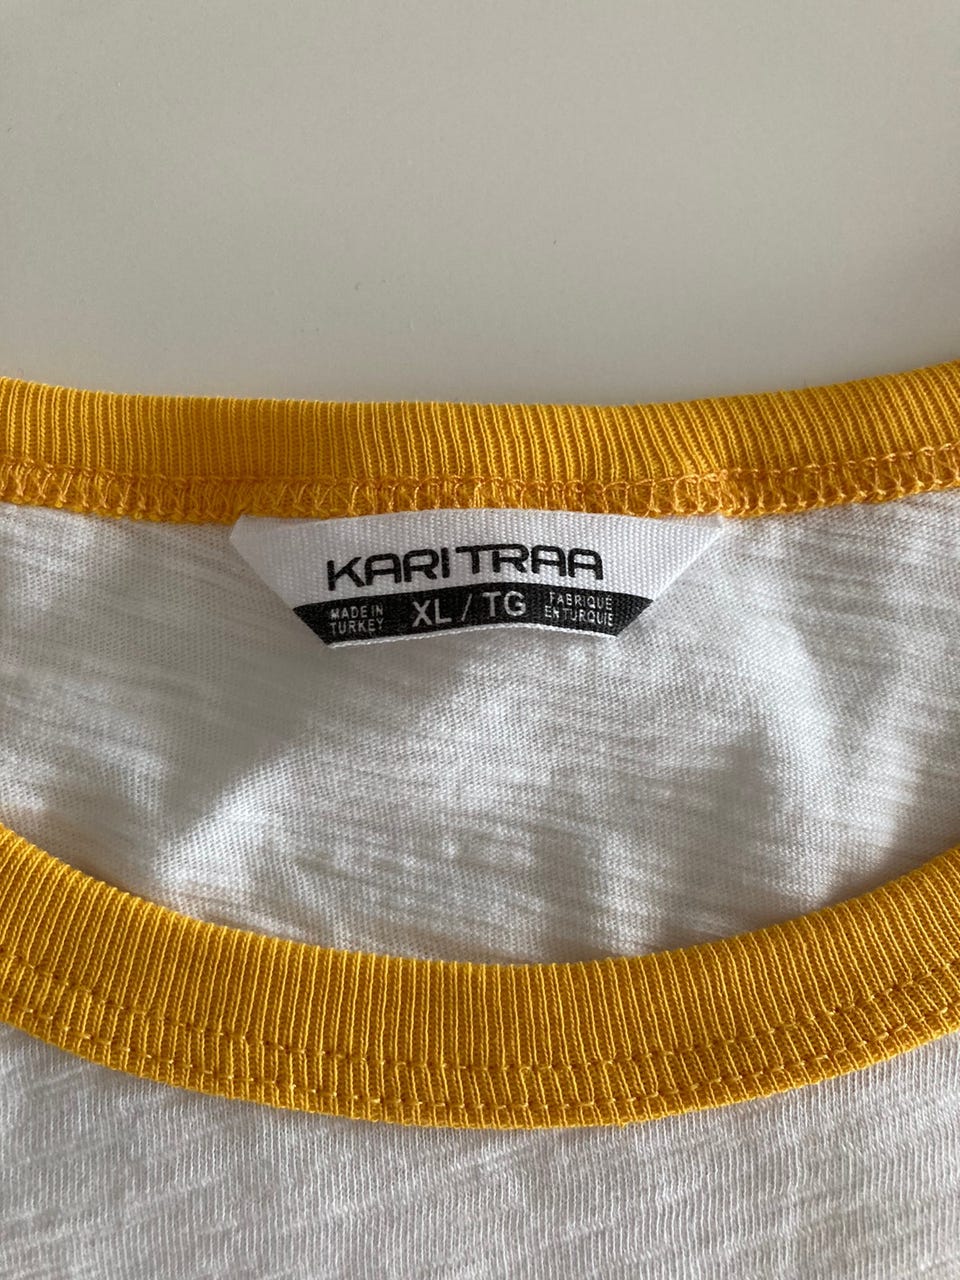 KARI TRAA
MADE IN
TURKEY
XL / TG
FABRIQUE
EN TURQUIE